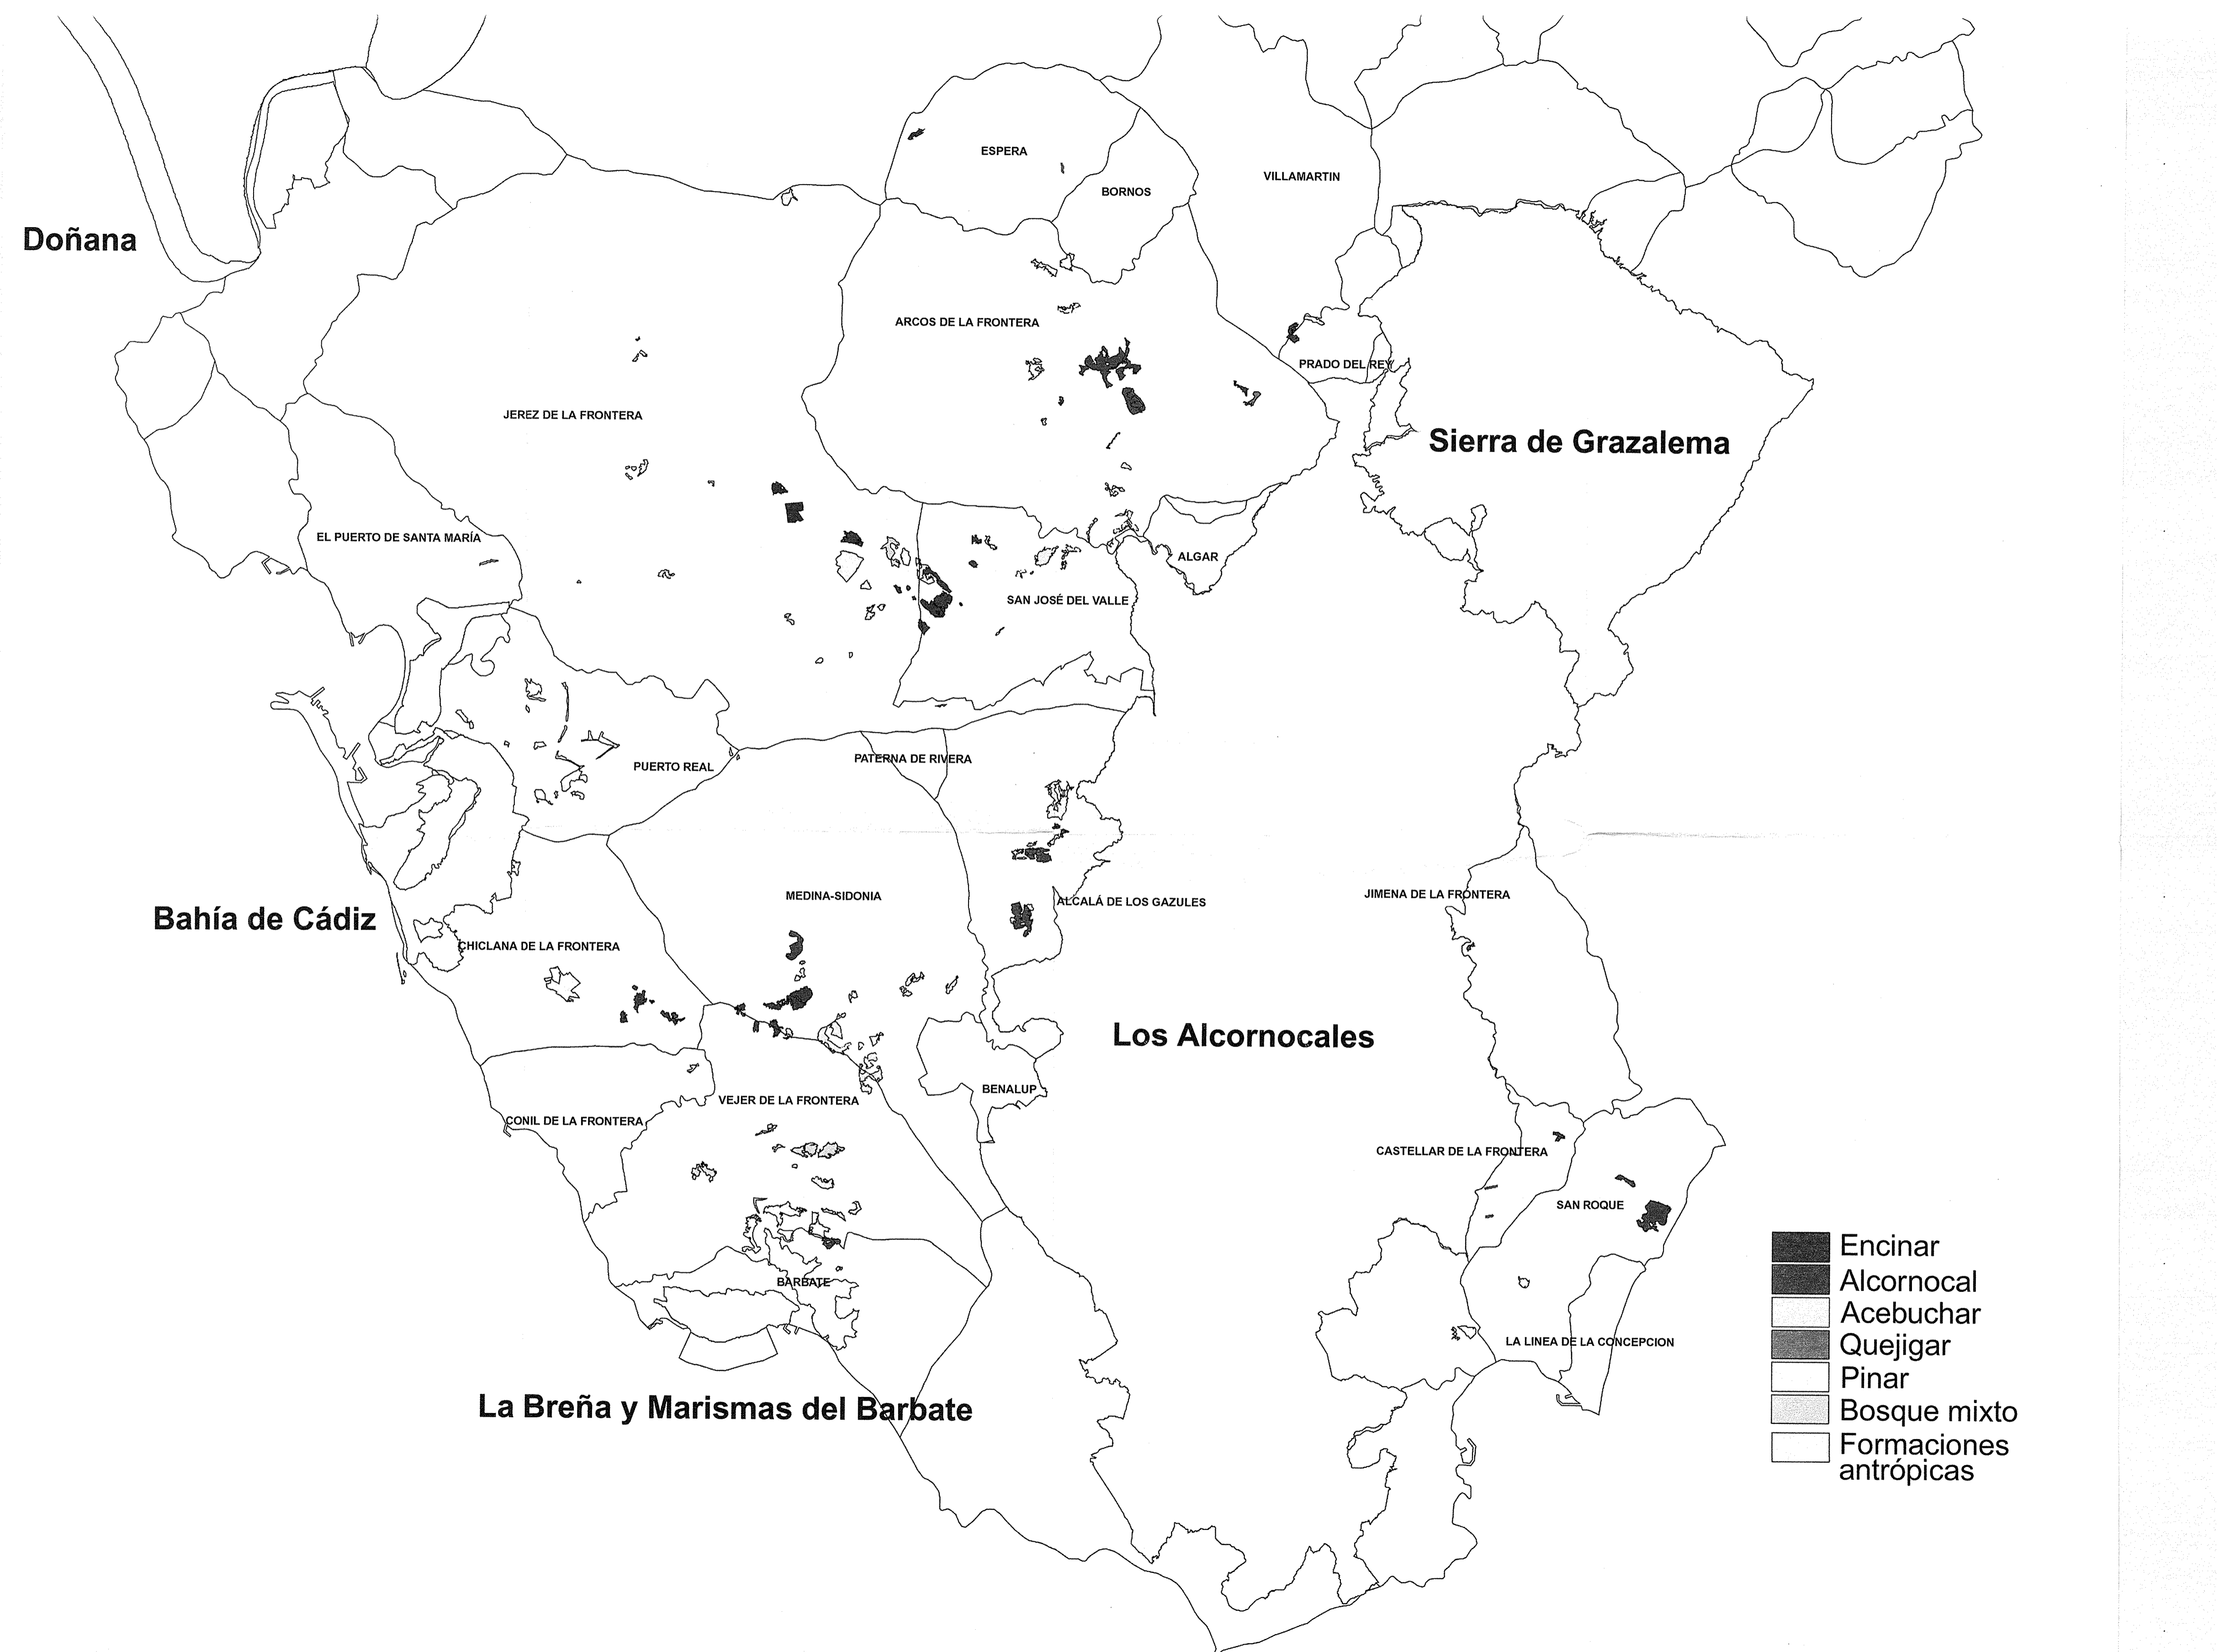 ESPERA
VILLAMARTIN
BORNOS
Doñana
ARCOS DE LA FRONTERA
PRADO DEL REY
JEREZ DE LA FRONTERA
Sierra de Grazalema
EL PUERTO DE SANTA MARÍA
ALGAR
SAN JOSÉ DEL VALLE
PATERNA DE RIVERA
PUERTO REAL
MEDINA-SIDONIA
JIMENA DE LA FRONTERA
ALCALÁ DE LOS GAZULES
Bahía de Cádiz
CHICLANA DE LA FRONTERA
Los Alcornocales
BENALUP
VEJER DE LA FRONTERA
CONIL DE LA FRONTERA
CASTELLAR DE LA FRONTERA
SAN ROQUE
BARBATE
LA LINEA DE LA CONCEPCION
La Breña y Marismas del Barbate
Encinar
Alcornocal
Acebuchar
Quejigar
Pinar
Bosque mixto
Formaciones
antrópicas